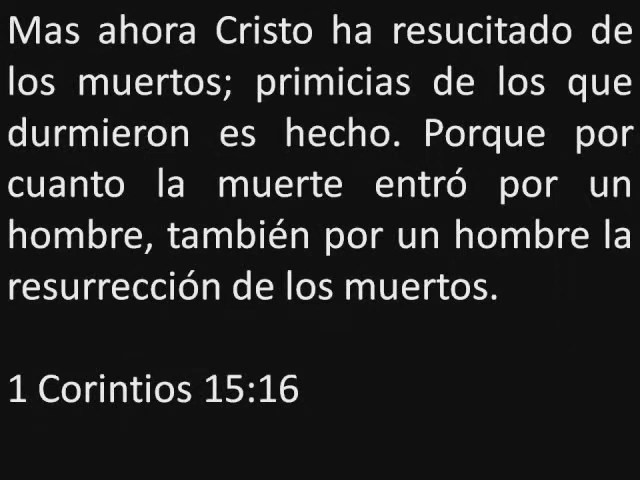 Mas ahora Cristo ha resucitado de
los muertos; primicias de los que
durmieron es hecho. Porque por
cuanto la muerte entró por un
hombre, también por un hombre la
resurrección de los muertos.
1 Corintios 15:16